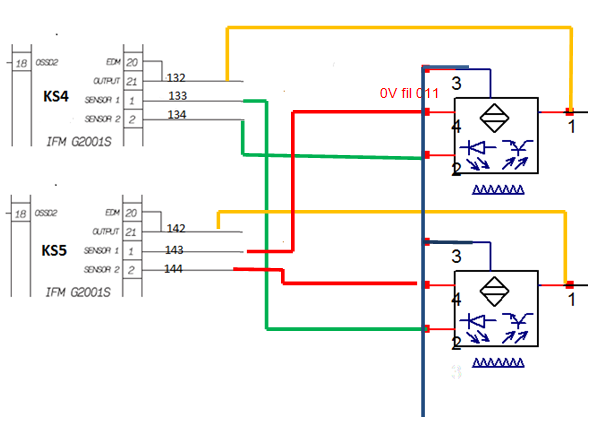 18 OSSD2 EDM 20
OUTPUT 21 132
KS4 SENSOR 1 1 133
SENSOR 2 2 134
IFM G2001S
0V fil 011
3
4
1
2
18 OSSD2 EDM 20
OUTPUT 21 142
KS5 SENSOR 1 1 143
SENSOR 2 2 144
IFM G2001S
3
4
1
2
3